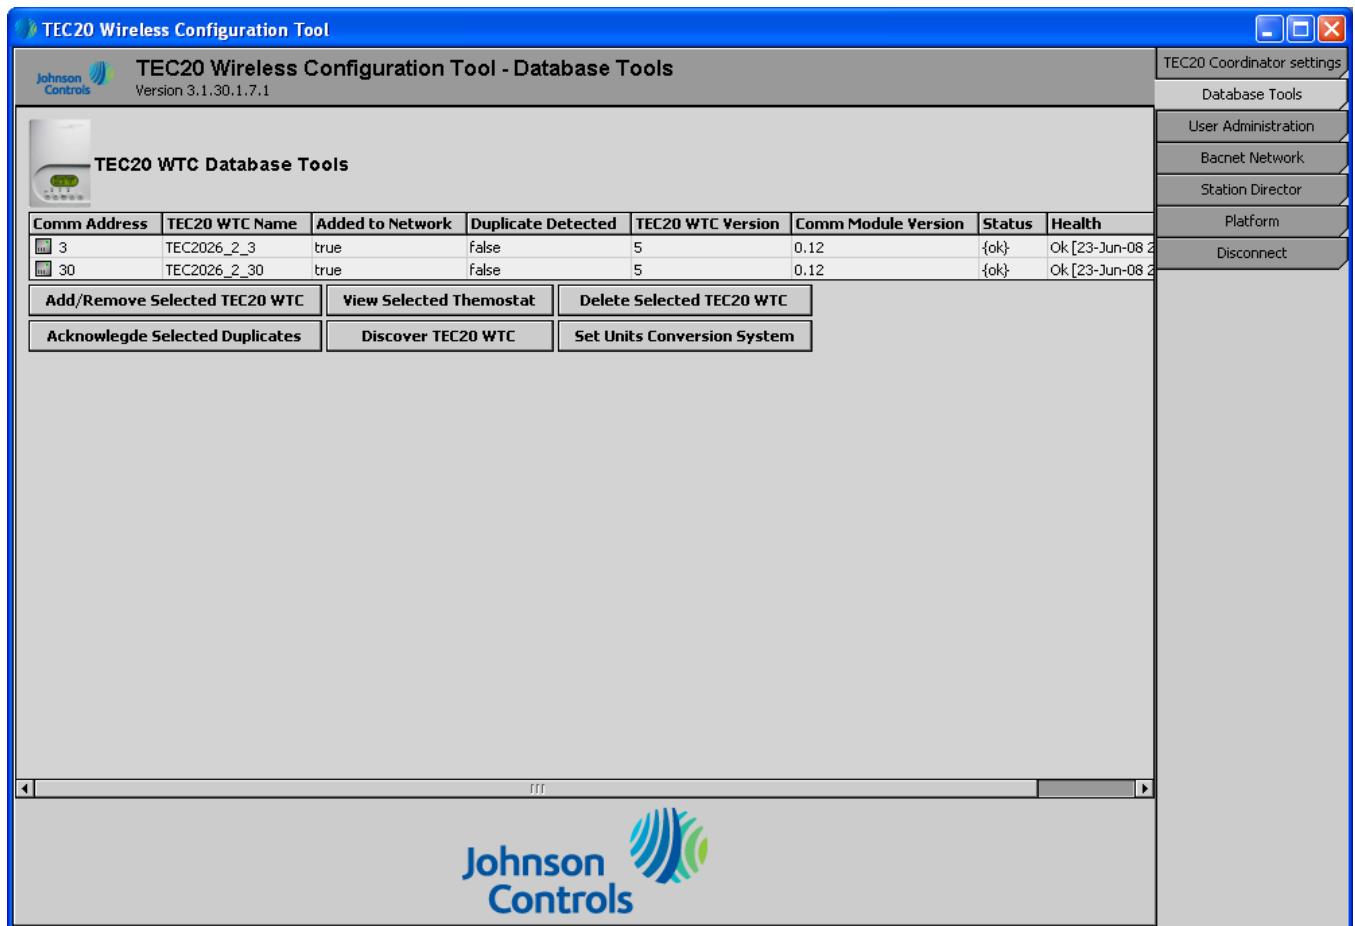 TEC20 Wireless Configuration Tool
Johnson Controls
TEC20 Wireless Configuration Tool - Database Tools
Version 3.1.30.1.7.1
TEC20 Coordinator settings
Database Tools
User Administration
Bacnet Network
Station Director
Platform
Disconnect
TEC20 WTC Database Tools
Comm Address TEC20 WTC Name Added to Network Duplicate Detected TEC20 WTC Version Comm Module Version Status Health
3 TEC2026_2_3 true false 5 0.12 {ok} Ok [23-Jun-08 2
30 TEC2026_2_30 true false 5 0.12 {ok} Ok [23-Jun-08 2
Add/Remove Selected TEC20 WTC View Selected Themostat Delete Selected TEC20 WTC
Acknowlegde Selected Duplicates Discover TEC20 WTC Set Units Conversion System
Johnson
Controls